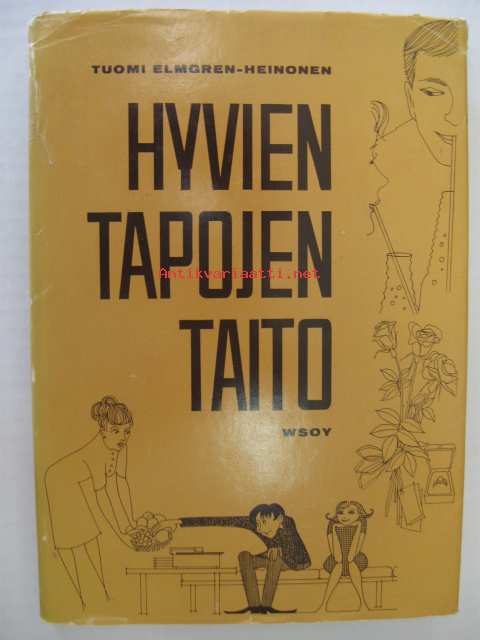 TUOMI ELMGREN-HEINONEN
HYVIEN
TAPOJEN
Antikvariaatti.net
TAITO
WSOY